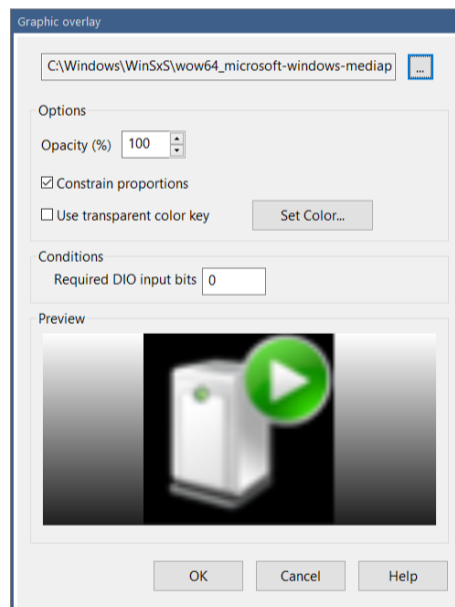 Graphic overlay
C:\Windows\WinSxS\wow64_microsoft-windows-mediap
...
Options
Opacity (%) 100
Constrain proportions
Use transparent color key Set Color...
Conditions
Required DIO input bits 0
Preview
OK Cancel Help